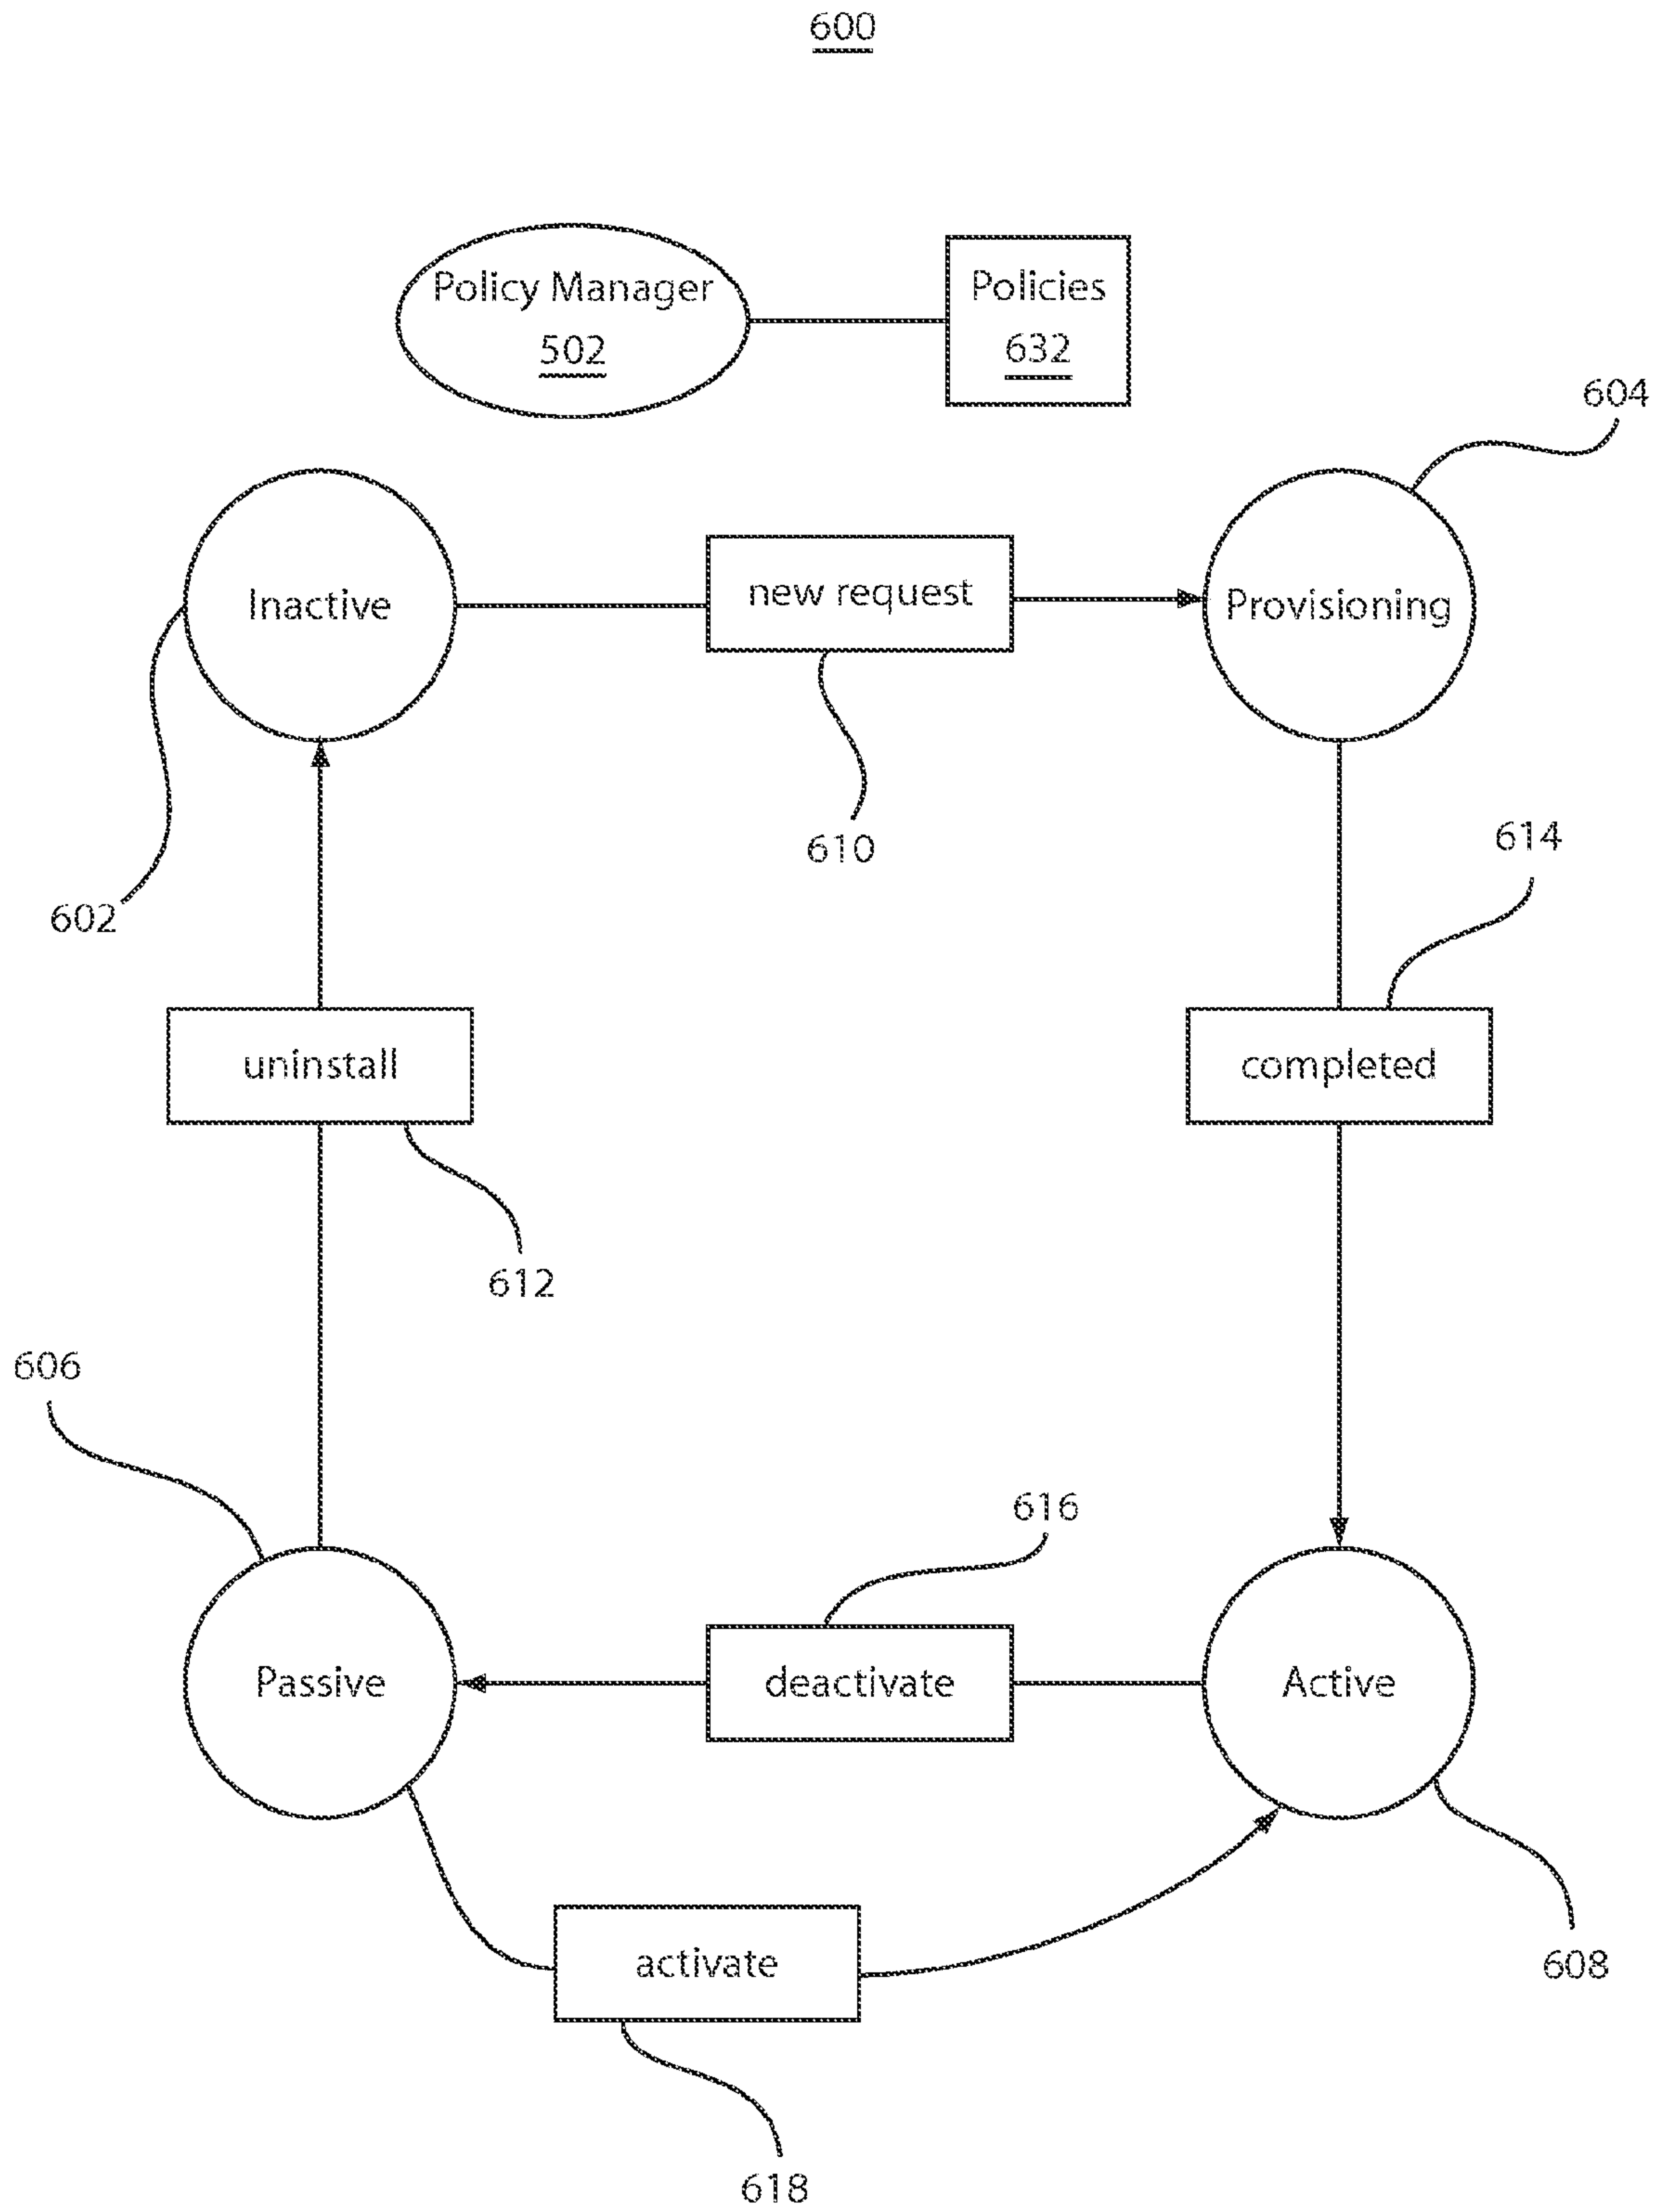 600
Policy Manager
502
Policies
632
604
Inactive
new request
Provisioning
610
614
602
uninstall
completed
612
606
616
Passive
deactivate
Active
activate
608
618